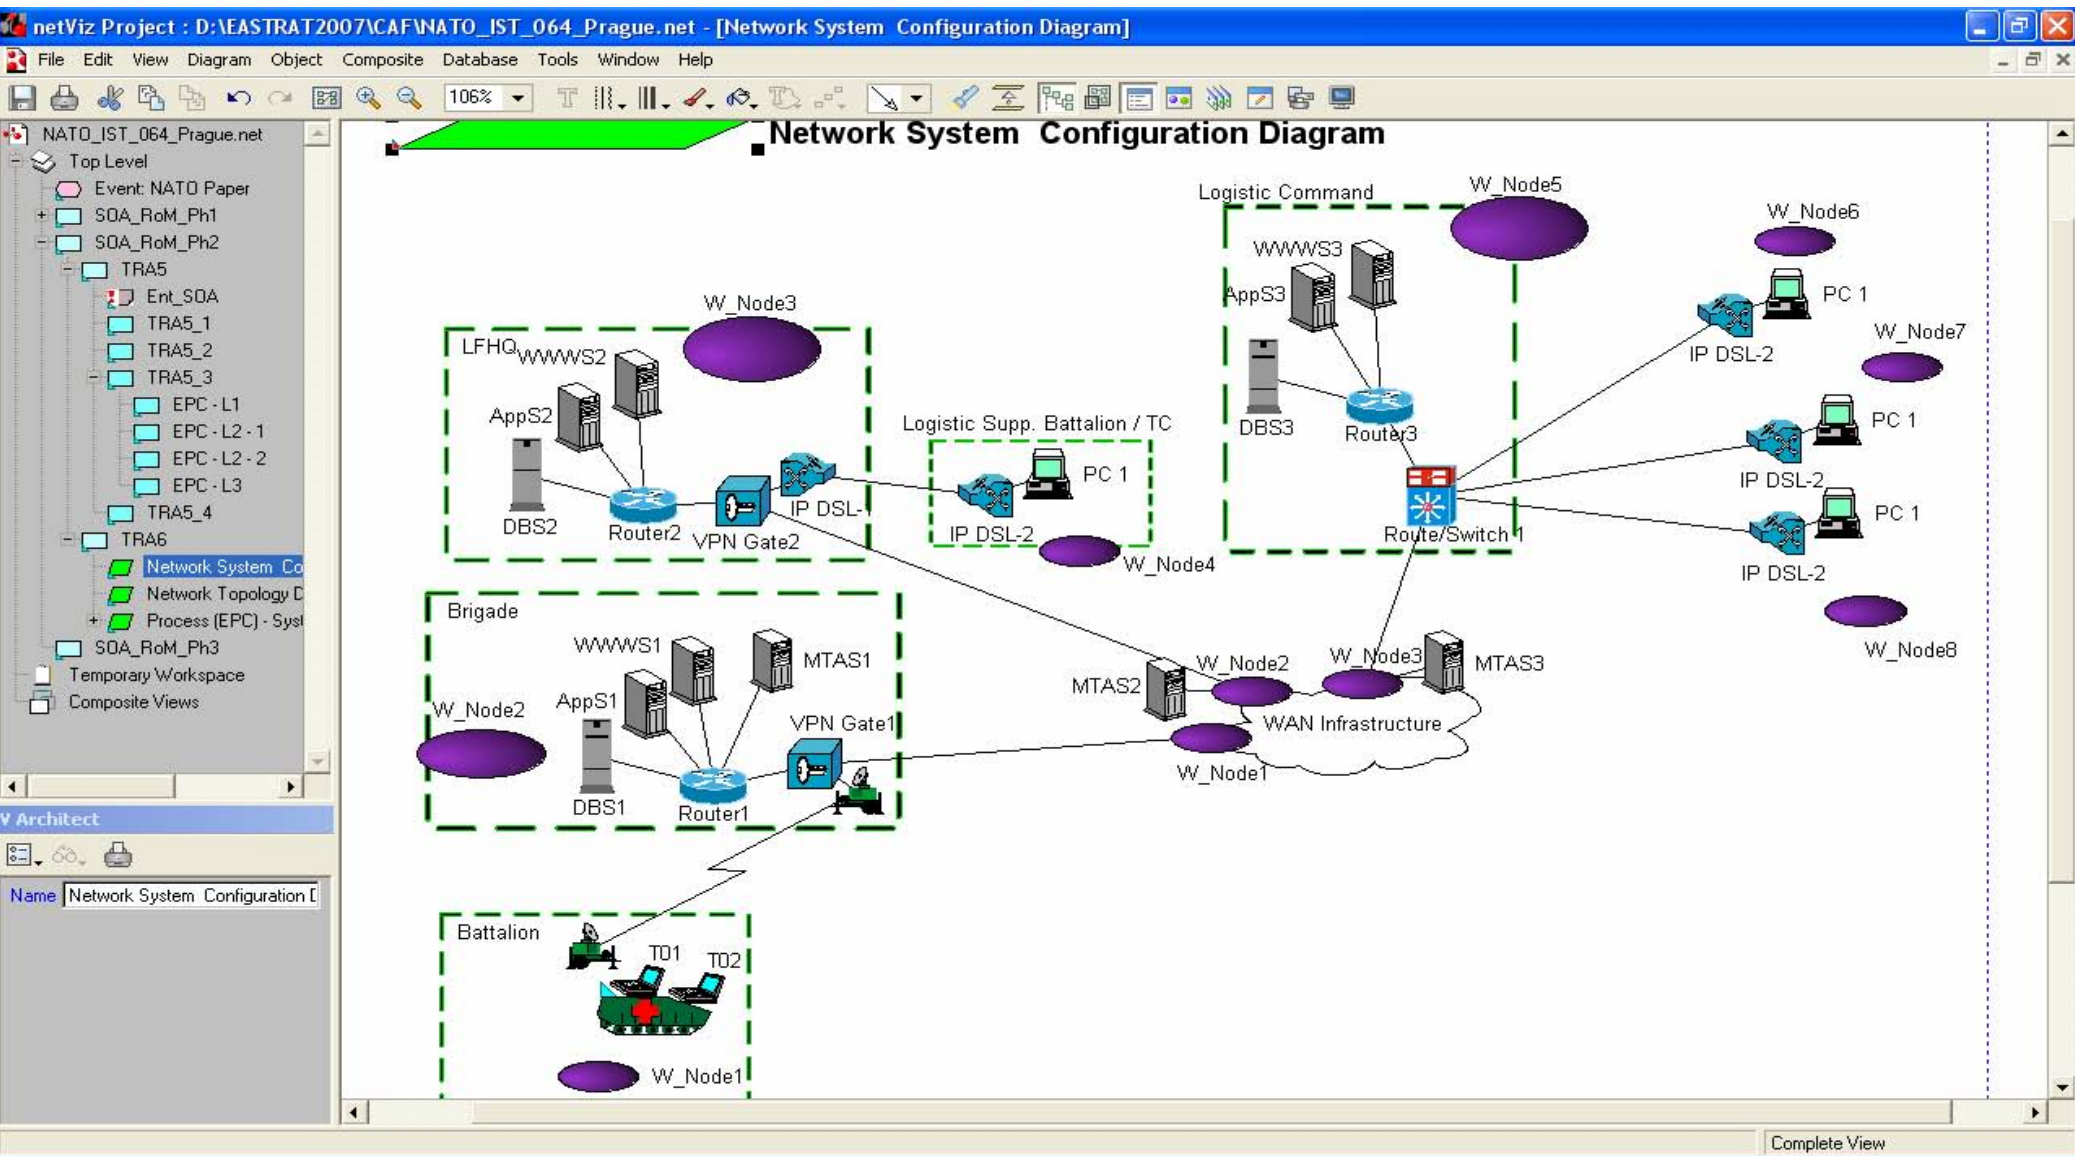 netViz Project : D:\EASTRAT2007\CAF\NATO_IST_064_Prague.net - [Network System  Configuration Diagram]
File Edit View Diagram Object Composite Database Tools Window Help
106%
NATO_IST_064_Prague.net
Top Level
Event: NATO Paper
SOA_RoM_Ph1
SOA_RoM_Ph2
TRA5
Ent_SOA
TRA5_1
TRA5_2
TRA5_3
EPC - L1
EPC - L2 - 1
EPC - L2 - 2
EPC - L3
TRA5_4
TRA6
Network System  Co
Network Topology D
Process (EPC) - Syst
SOA_RoM_Ph3
Temporary Workspace
Composite Views
V Architect
Name Network System  Configuration D
Network System  Configuration Diagram
Logistic Command
W_Node5
WWWS3
AppS3
DBS3
Router3
Route/Switch 1
W_Node6
PC 1
IP DSL-2
W_Node7
PC 1
IP DSL-2
PC 1
IP DSL-2
W_Node8
W_Node3
LFHQ
WWWS2
AppS2
DBS2
Router2
VPN Gate2
IP DSL-1
Logistic Supp. Battalion / TC
PC 1
IP DSL-2
W_Node4
Brigade
WWWS1
MTAS1
AppS1
W_Node2
VPN Gate1
DBS1
Router1
MTAS2
W_Node2
W_Node3
MTAS3
WAN Infrastructure
W_Node1
Battalion
T01
T02
W_Node1
Complete View